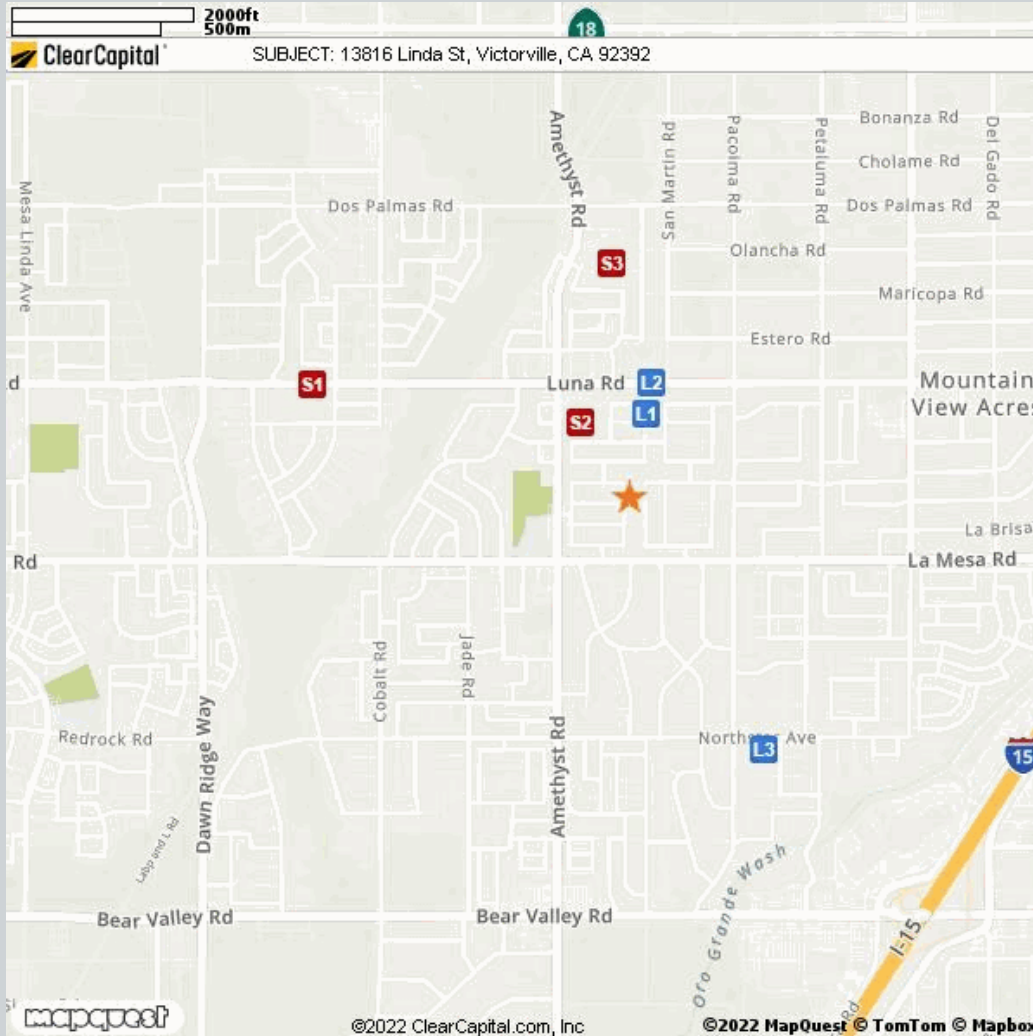 2000ft
500m
18
ClearCapital
SUBJECT: 13816 Linda St, Victorville, CA 92392
Bonanza Rd
Cholame Rd
Dos Palmas Rd
Dos Palmas Rd
Mesa Linda Ave
Amethyst Rd
San Martin Rd
Pacoima Rd
Petaluma Rd
Del Gado Rd
Olancha Rd
S3
Maricopa Rd
Estero Rd
d
S1
Luna Rd
L2
Mountain
View Acres
S2
L1
La Brisa
Rd
La Mesa Rd
Cobalt Rd
Jade Rd
Redrock Rd
Dawn Ridge Way
Amethyst Rd
Ave
L3
15
Bear Valley Rd
Bear Valley Rd
Oro Grande Wash
I-15
Rd
mapquest
©2022 ClearCapital.com, Inc
©2022 MapQuest © TomTom © Mapbox